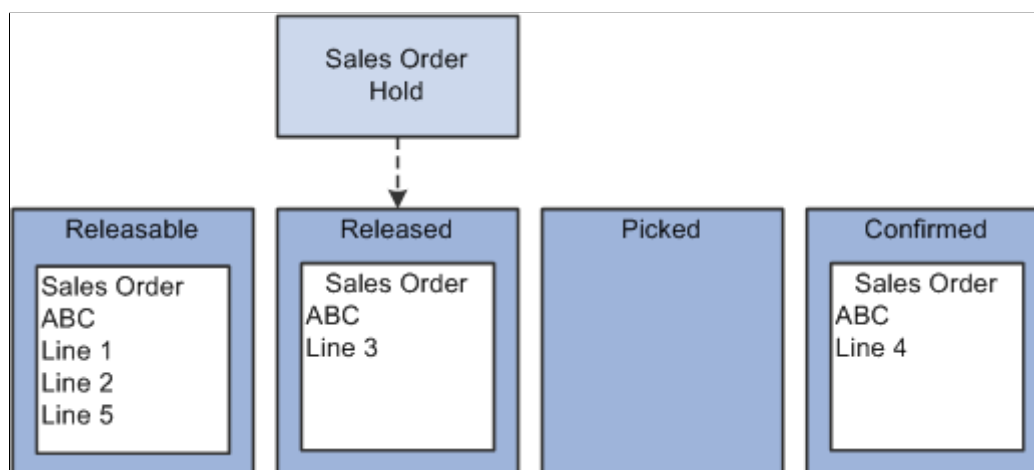 Sales Order
Hold
Releasable
Sales Order
ABC
Line 1
Line 2
Line 5
Released
Sales Order
ABC
Line 3
Picked
Confirmed
Sales Order
ABC
Line 4